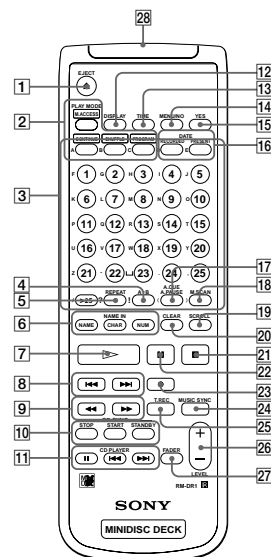 28
EJECT
1
12
13
PLAY MODE
M.ACCESS
DISPLAY
TIME
MENU/NO
YES
14
2
15
CONTINUE
SHUFFLE
PROGRAM
DATE
RECORDED
PRESENT
16
A
B
C
D
E
F 1 G 2 H 3 I 4 J 5
K 6 L 7 M 8 N 9 O 10
3
P 11 Q 12 R 13 S 14 T 15
U 16 V 17 W 18 X 19 Y 20
Z 21 - 22 23 , 24 . 25
17
4
REPEAT
A↔B
A.CUE
A.PAUSE
M.SCAN
18
5
/ >25 ? ! ( )
6
NAME IN
NAME
CHAR
NUM
CLEAR
SCROLL
19
20
7
21
22
8
23
T.REC
MUSIC SYNC
24
9
25
10
STOP
START
STANDBY
11
CD PLAYER
FADER
+
−
26
LEVEL
27
RM-DR1
SONY
MINIDISC DECK